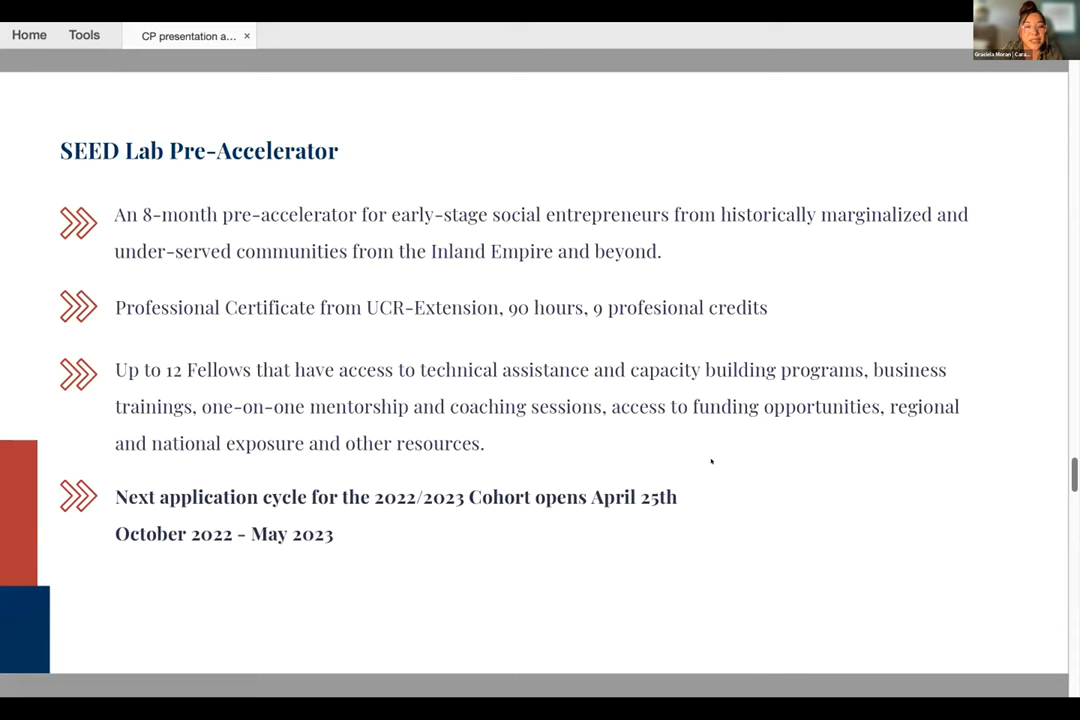 Home Tools CP presentation a... ×
Graciela Moran | Cara...
SEED Lab Pre-Accelerator
An 8-month pre-accelerator for early-stage social entrepreneurs from historically marginalized and
under-served communities from the Inland Empire and beyond.
Professional Certificate from UCR-Extension, 90 hours, 9 profesional credits
Up to 12 Fellows that have access to technical assistance and capacity building programs, business
trainings, one-on-one mentorship and coaching sessions, access to funding opportunities, regional
and national exposure and other resources.
Next application cycle for the 2022/2023 Cohort opens April 25th
October 2022 - May 2023